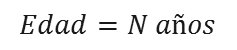 Edad = N años